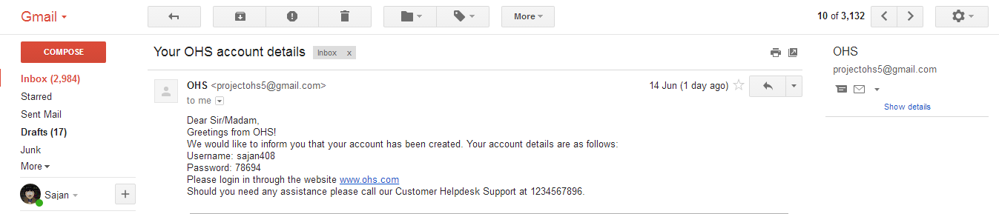 Gmail
More
10 of 3,132
COMPOSE
Inbox (2,984)
Starred
Sent Mail
Drafts (17)
Junk
More
Sajan
Your OHS account details
Inbox x
OHS <projectohs5@gmail.com>
14 Jun (1 day ago)
to me
Dear Sir/Madam,
Greetings from OHS!
We would like to inform you that your account has been created. Your account details are as follows:
Username: sajan408
Password: 78694
Please login in through the website www.ohs.com
Should you need any assistance please call our Customer Helpdesk Support at 1234567896.
OHS
projectohs5@gmail.com
Show details